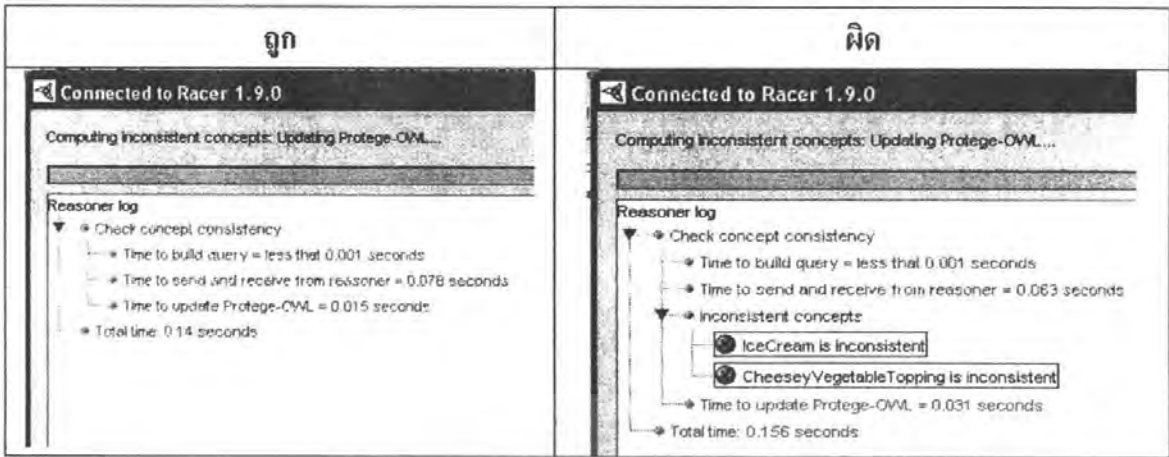 ถูก
ผิด
Connected to Racer 1.9.0
Computing inconsistent concepts: Updating Protege-OWL...
Reasoner log
Check concept consistency
Time to build query = less that 0.001 seconds
Time to send and receive from reasoner = 0.078 seconds
Time to update Protege-OWL = 0.015 seconds
Total time: 0.14 seconds
Connected to Racer 1.9.0
Computing inconsistent concepts: Updating Protege-OWL...
Reasoner log
Check concept consistency
Time to build query = less that 0.001 seconds
Time to send and receive from reasoner = 0.063 seconds
Inconsistent concepts
IceCream is inconsistent
CheeseyVegetableTopping is inconsistent
Time to update Protege-OWL = 0.031 seconds
Total time: 0.156 seconds